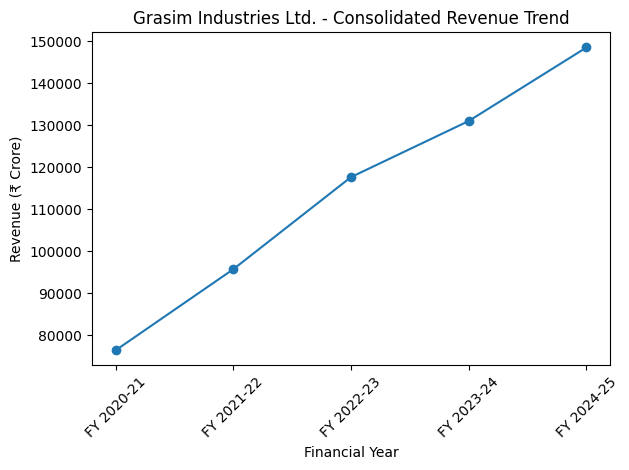 Grasim Industries Ltd. - Consolidated Revenue Trend
150000
140000
130000
120000
110000
100000
90000
80000
Revenue (₹ Crore)
FY 2020-21
FY 2021-22
FY 2022-23
FY 2023-24
FY 2024-25
Financial Year